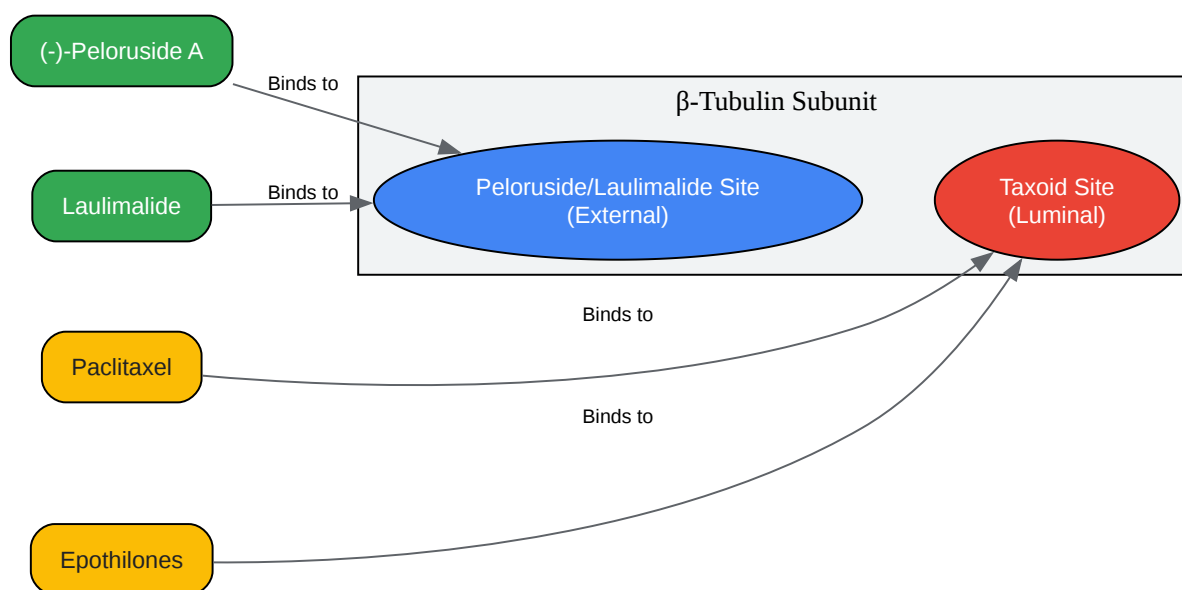 (-)-Peloruside A
Binds to
β-Tubulin Subunit
Laulimalide
Binds to
Peloruside/Laulimalide Site
(External)
Taxoid Site
(Luminal)
Paclitaxel
Binds to
Binds to
Epothilones